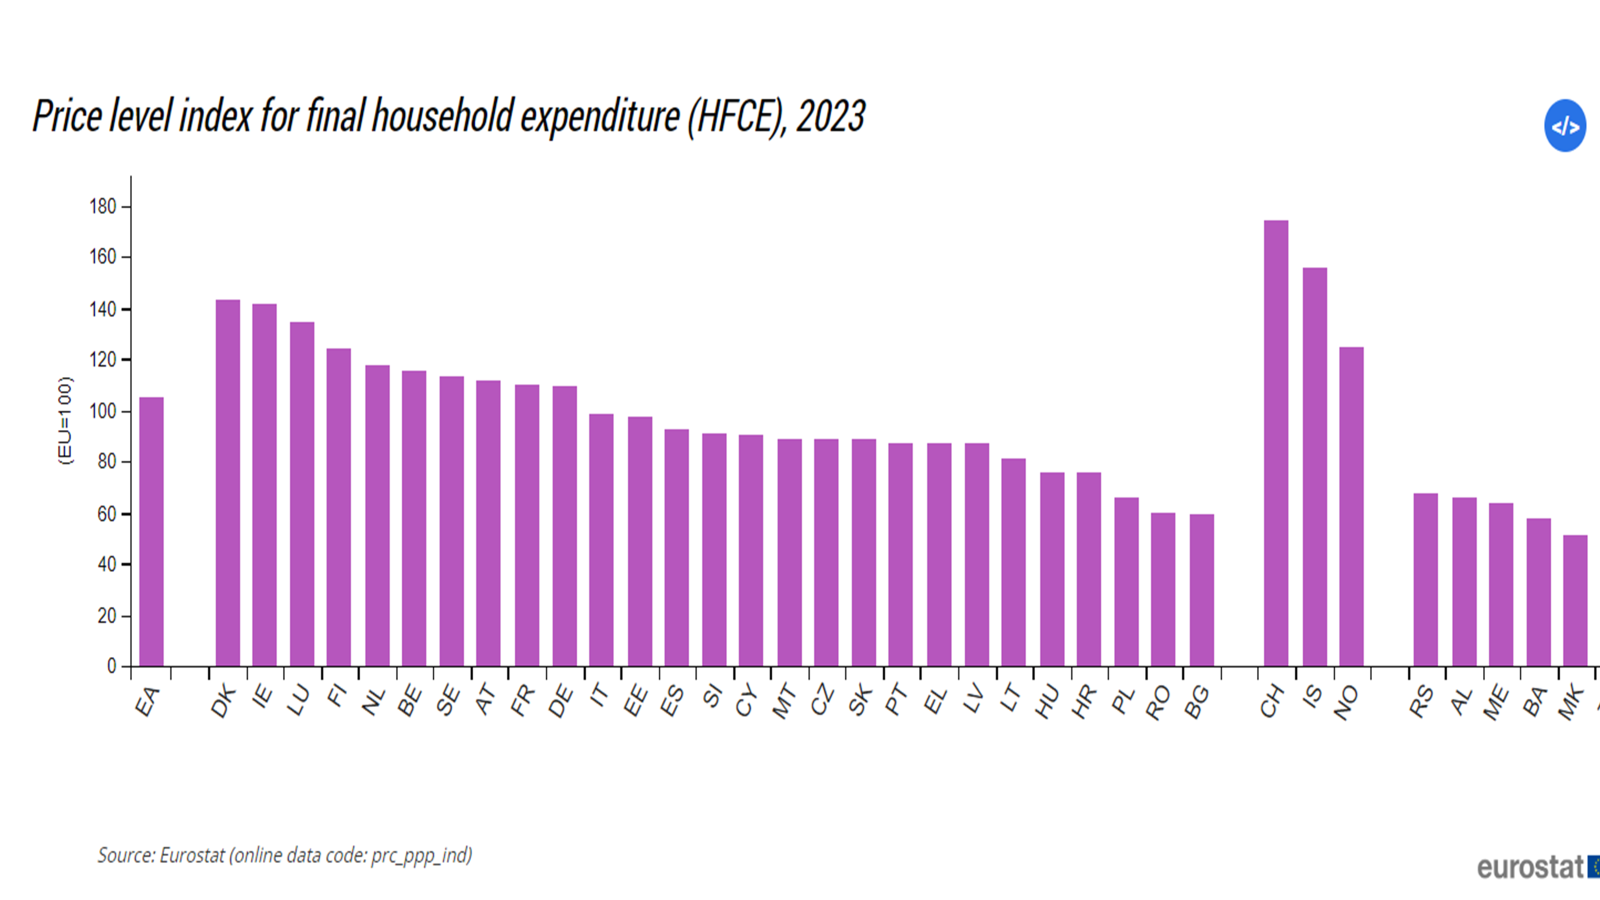 Price level index for final household expenditure (HFCE), 2023
</>
180
160
140
120
100
80
60
40
20
0
(EU=100)
EA DK IE LU FI NL BE SE AT FR DE IT EE ES SI CY MT CZ SK PT EL LV LT HU HR PL RO BG CH IS NO RS AL ME BA MK
Source: Eurostat (online data code: prc_ppp_ind)
eurostat